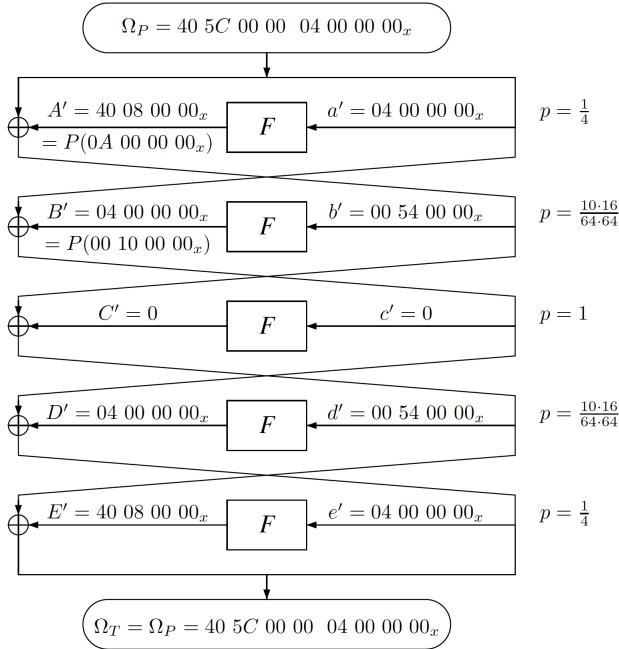 Ω_P = 40 5C 00 00 04 00 00 00_x
A′ = 40 08 00 00_x F a′ = 04 00 00 00_x p = 1/4
= P(0A 00 00 00_x)
B′ = 04 00 00 00_x F b′ = 00 54 00 00_x p = 10·16/64·64
= P(00 10 00 00_x)
C′ = 0 F c′ = 0 p = 1
D′ = 04 00 00 00_x F d′ = 00 54 00 00_x p = 10·16/64·64
E′ = 40 08 00 00_x F e′ = 04 00 00 00_x p = 1/4
Ω_T = Ω_P = 40 5C 00 00 04 00 00 00_x